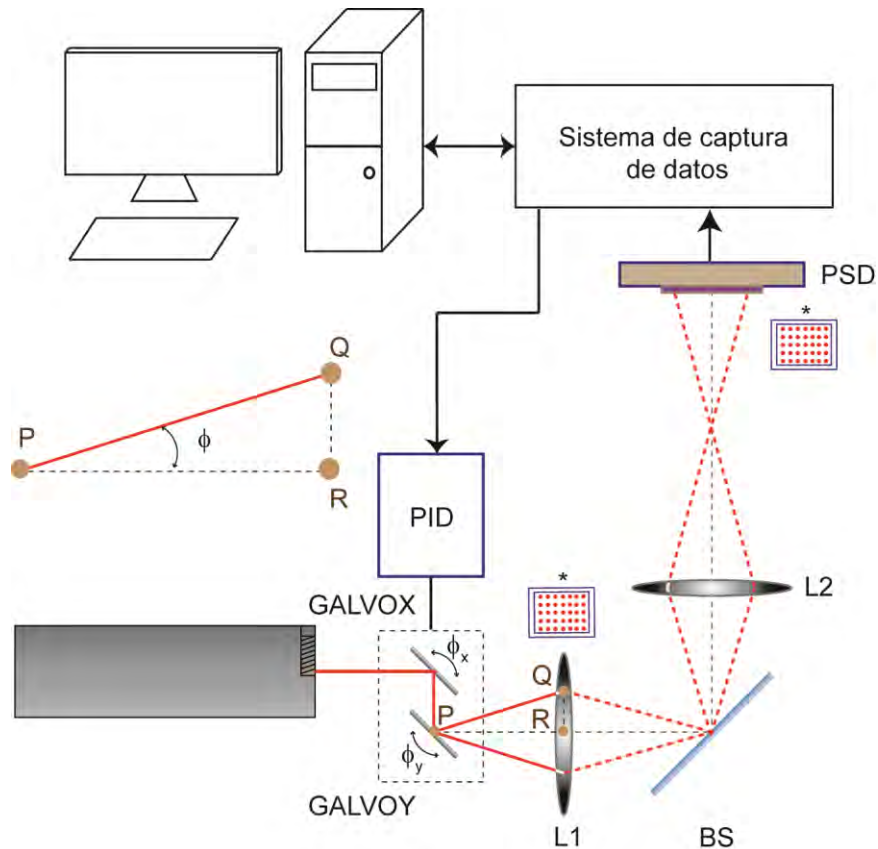 Sistema de captura
de datos
PSD
*
Q
P
ϕ
R
PID
*
L2
GALVOX
ϕx
Q
P
R
ϕy
GALVOY
L1
BS